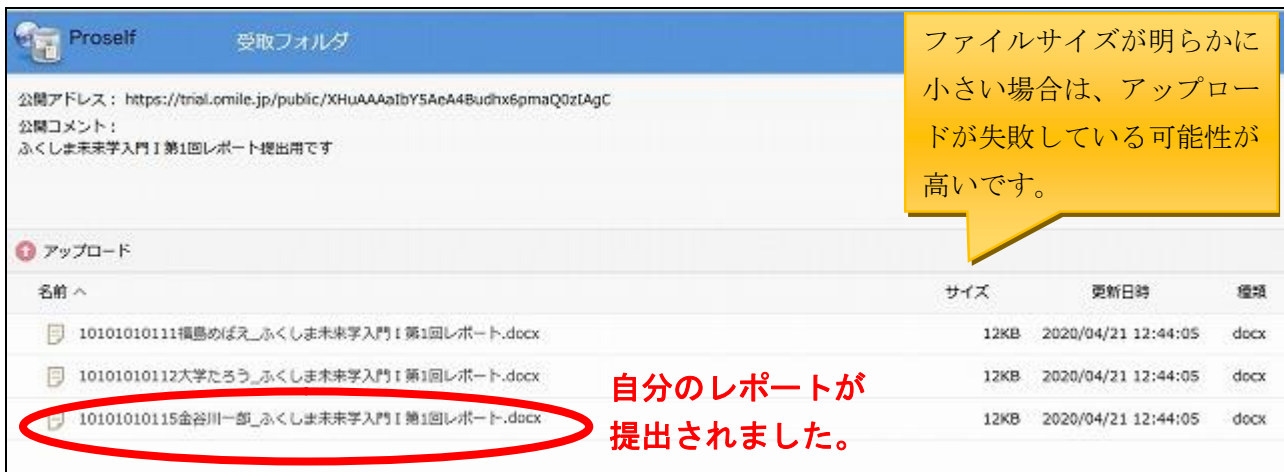 Proself
受取フォルダ
ファイルサイズが明らかに
小さい場合は、アップロー
ドが失敗している可能性が
高いです。
公開アドレス: https://trial.omile.jp/public/XHuAAAaIbY5AeA4Budhx6pmaQ0zIAgC
公開コメント:
ふくしま未来学入門Ⅰ第1回レポート提出用です
アップロード
名前 サイズ 更新日時 種類
10101010111福島めばえ_ふくしま未来学入門Ⅰ第1回レポート.docx 12KB 2020/04/21 12:44:05 docx
10101010112大学たろう_ふくしま未来学入門Ⅰ第1回レポート.docx 12KB 2020/04/21 12:44:05 docx
10101010115金谷川一郎_ふくしま未来学入門Ⅰ第1回レポート.docx 12KB 2020/04/21 12:44:05 docx
自分のレポートが
提出されました。